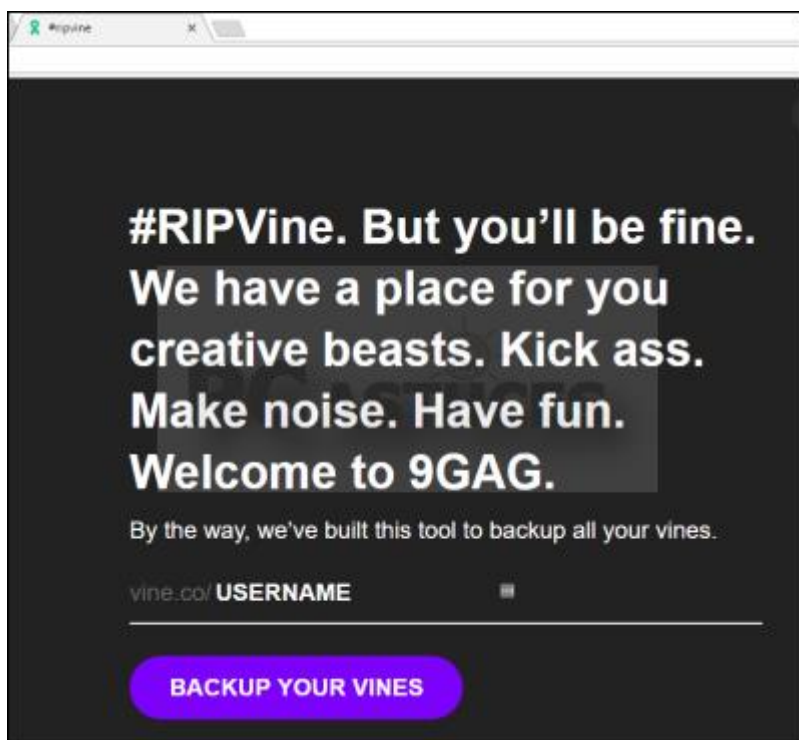 #ripvine
#RIPVine. But you'll be fine.
We have a place for you
creative beasts. Kick ass.
Make noise. Have fun.
Welcome to 9GAG.
By the way, we've built this tool to backup all your vines.
vine.co/ USERNAME
BACKUP YOUR VINES